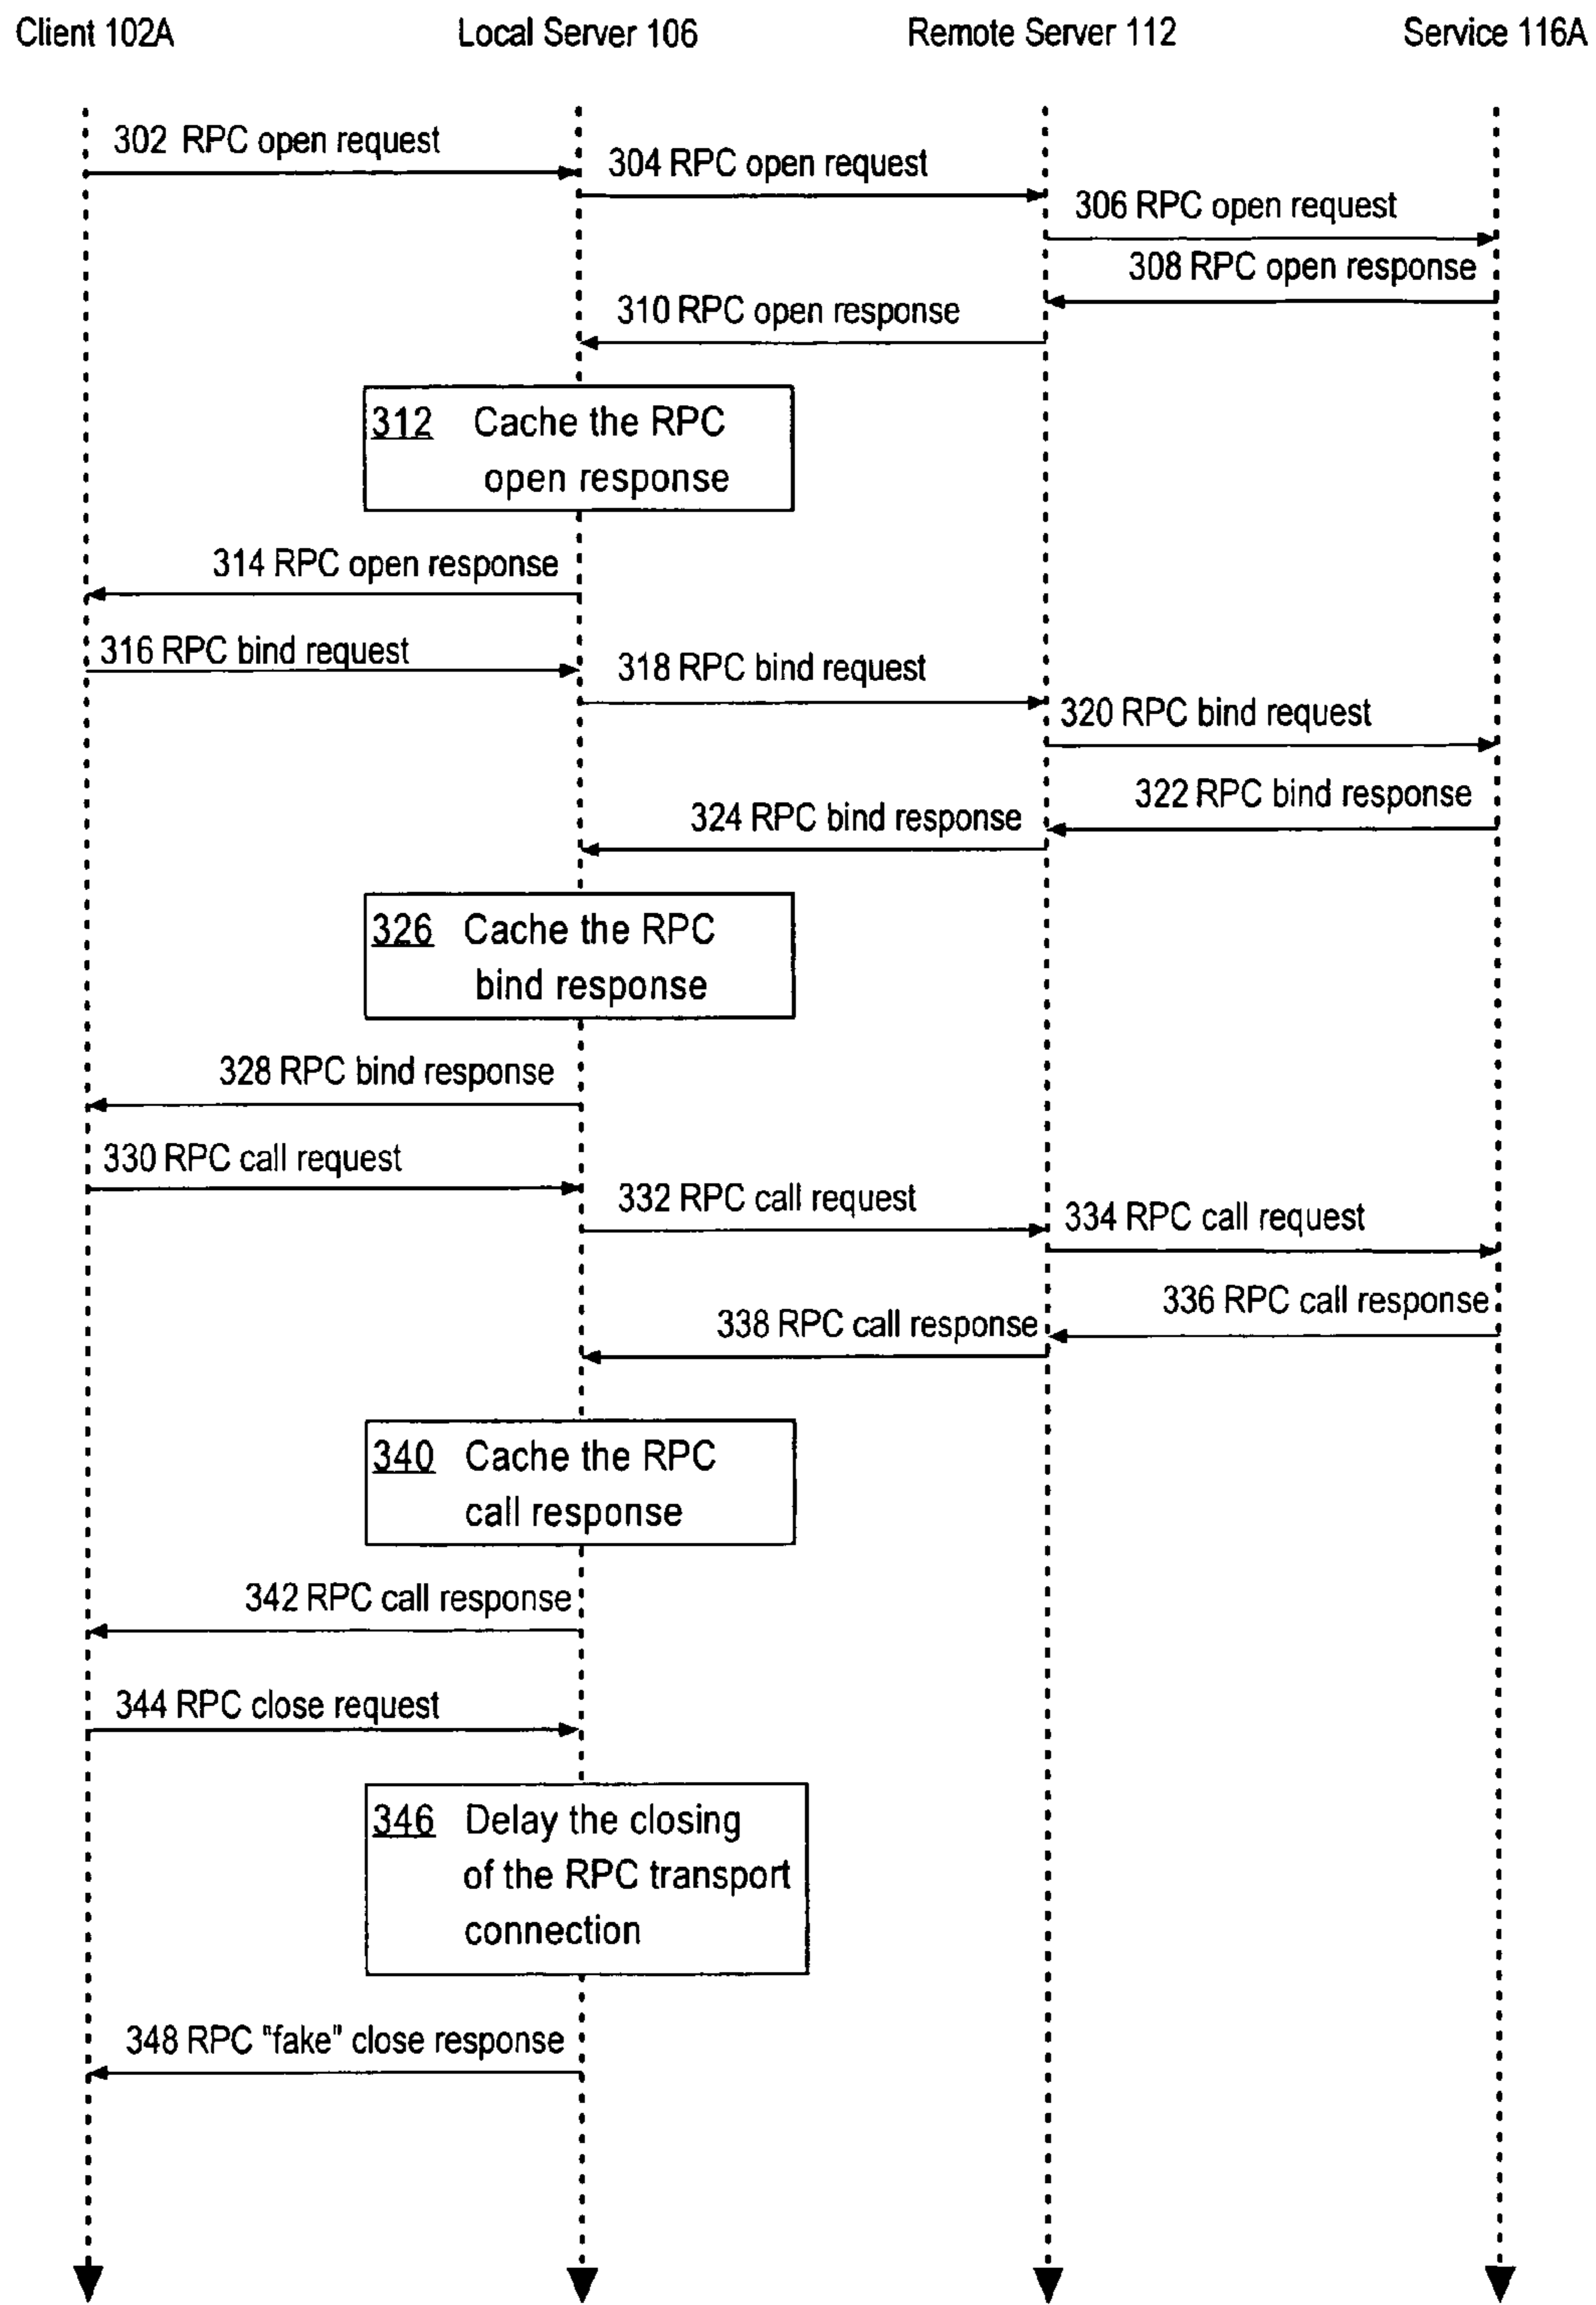 Client 102A
Local Server 106
Remote Server 112
Service 116A
302 RPC open request
304 RPC open request
306 RPC open request
308 RPC open response
310 RPC open response
312 Cache the RPC
open response
314 RPC open response
316 RPC bind request
318 RPC bind request
320 RPC bind request
322 RPC bind response
324 RPC bind response
326 Cache the RPC
bind response
328 RPC bind response
330 RPC call request
332 RPC call request
334 RPC call request
336 RPC call response
338 RPC call response
340 Cache the RPC
call response
342 RPC call response
344 RPC close request
346 Delay the closing
of the RPC transport
connection
348 RPC "fake" close response